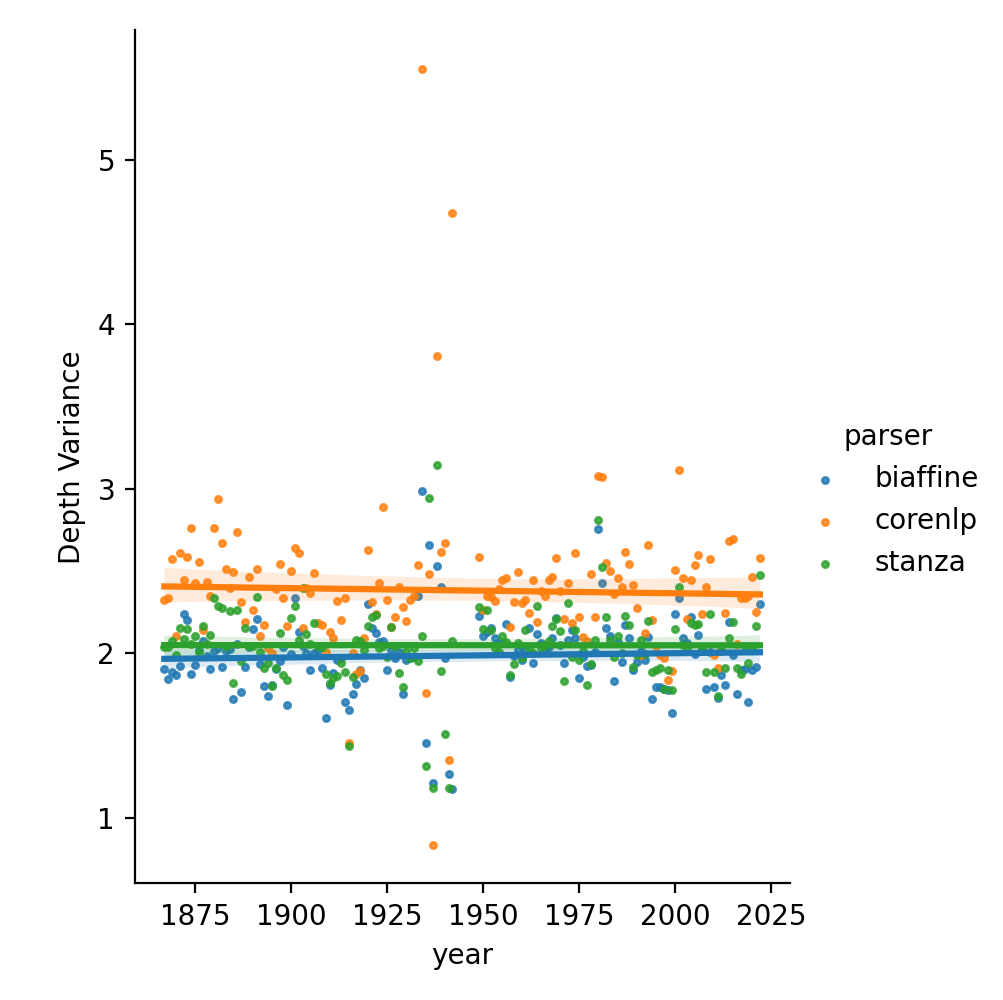 5
4
3
2
1
Depth Variance
1875 1900 1925 1950 1975 2000 2025
year
parser
biaffine
corenlp
stanza